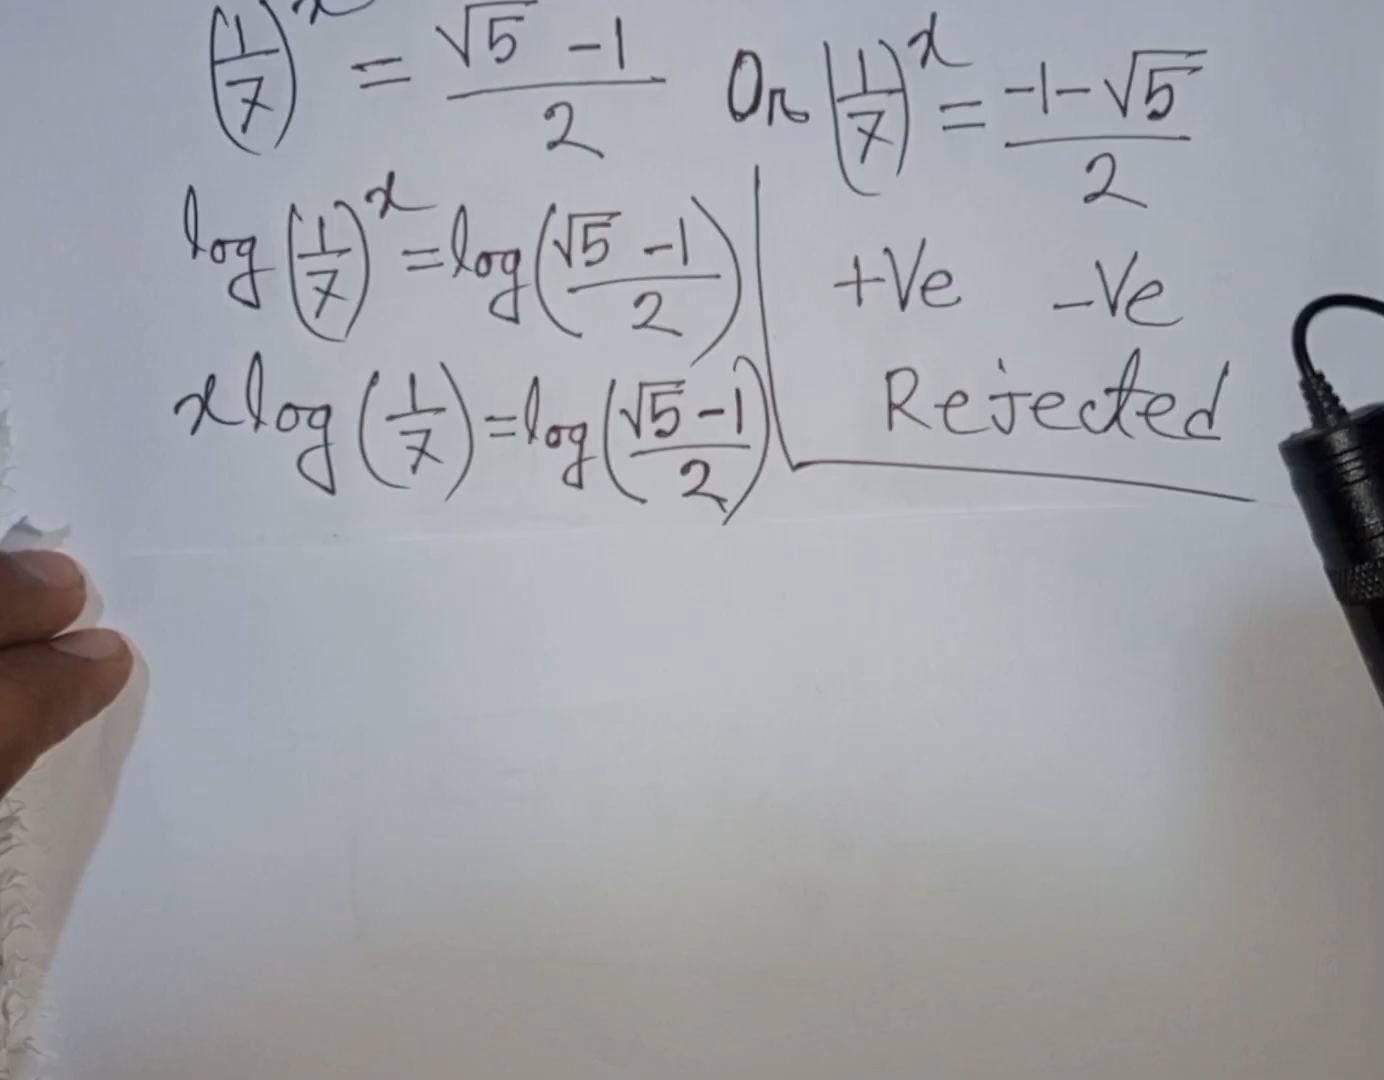 (1/7)^x = (√5 - 1)/2 Or (1/7)^x = (-1-√5)/2
log(1/7)^x = log((√5 - 1)/2) +Ve -Ve
x log(1/7) = log((√5-1)/2) Rejected